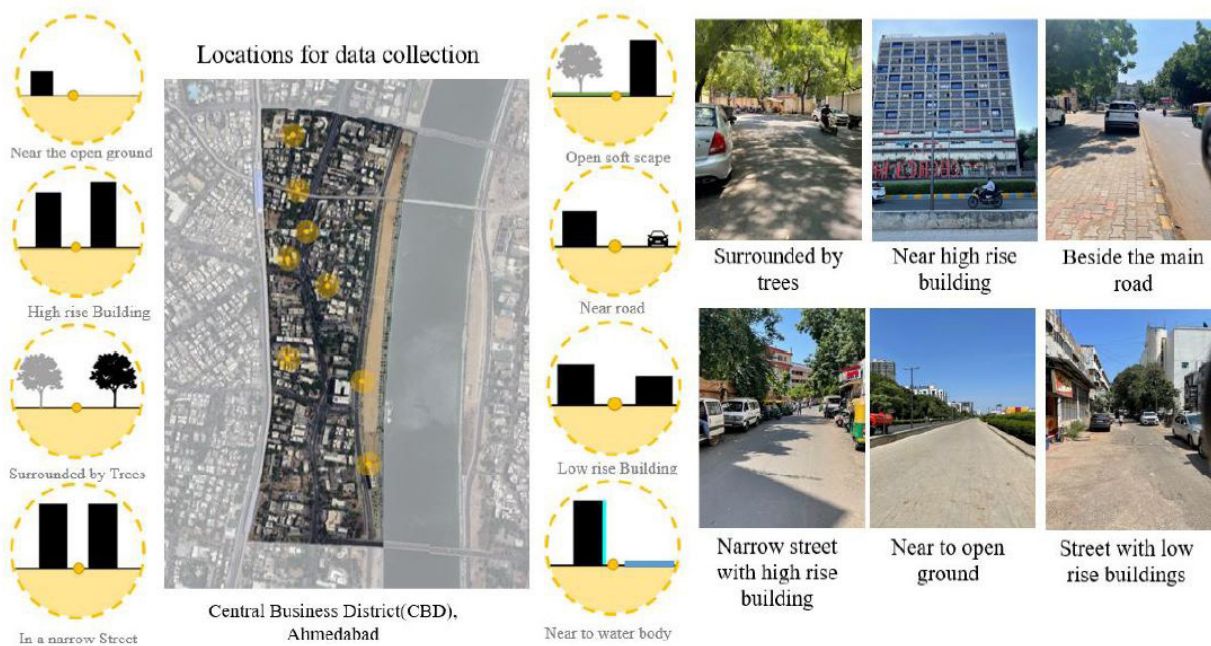 Locations for data collection
Near the open ground
High rise Building
Surrounded by Trees
In a narrow Street
Central Business District(CBD),
Ahmedabad
Open soft scape
Near road
Low rise Building
Near to water body
Surrounded by
trees
Near high rise
building
Beside the main
road
Narrow street
with high rise
building
Near to open
ground
Street with low
rise buildings